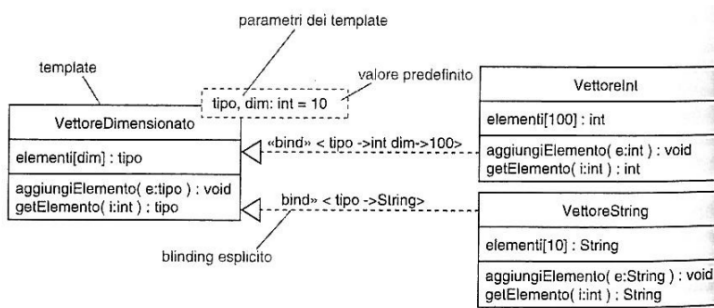 parametri dei template
template
valore predefinito
tipo, dim: int = 10
VettoreDimensionato
elementi[dim] : tipo
aggiungiElemento( e:tipo ) : void
getElemento( i:int ) : tipo
«bind» < tipo ->int dim->100>
bind» < tipo ->String>
blinding esplicito
VettoreInt
elementi[100] : int
aggiungiElemento( e:int ) : void
getElemento( i:int ) : int
VettoreString
elementi[10] : String
aggiungiElemento( e:String ) : void
getElemento( i:int ) : String